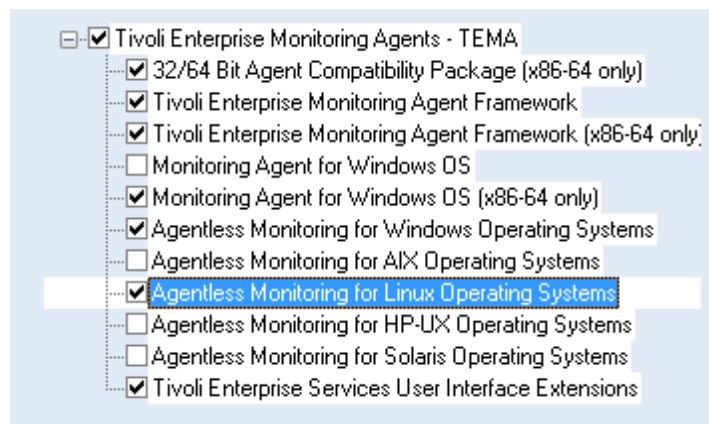 Tivoli Enterprise Monitoring Agents - TEMA
32/64 Bit Agent Compatibility Package (x86-64 only)
Tivoli Enterprise Monitoring Agent Framework
Tivoli Enterprise Monitoring Agent Framework (x86-64 only)
Monitoring Agent for Windows OS
Monitoring Agent for Windows OS (x86-64 only)
Agentless Monitoring for Windows Operating Systems
Agentless Monitoring for AIX Operating Systems
Agentless Monitoring for Linux Operating Systems
Agentless Monitoring for HP-UX Operating Systems
Agentless Monitoring for Solaris Operating Systems
Tivoli Enterprise Services User Interface Extensions